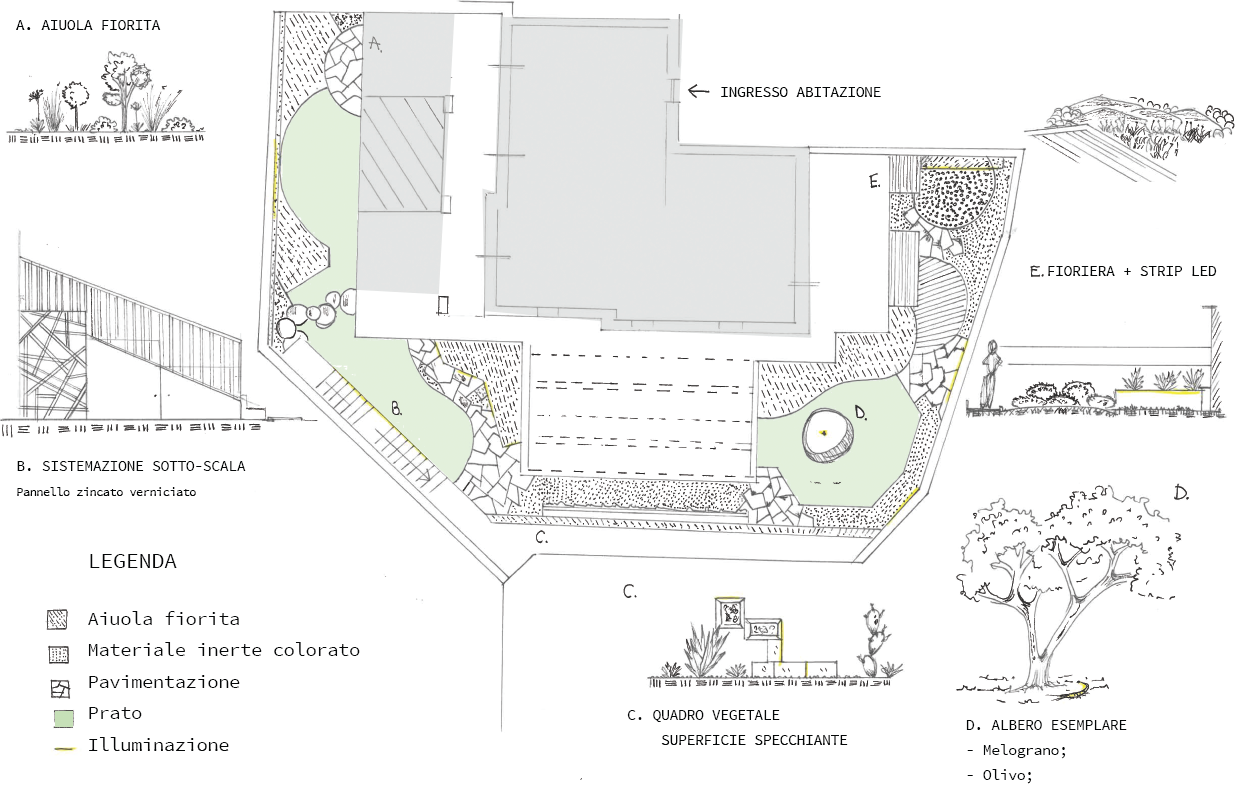 A. AIUOLA FIORITA
A.
INGRESSO ABITAZIONE
E.
E.FIORIERA + STRIP LED
B.
D.
B. SISTEMAZIONE SOTTO-SCALA
Pannello zincato verniciato
C.
LEGENDA
Aiuola fiorita
Materiale inerte colorato
Pavimentazione
Prato
Illuminazione
C.
C. QUADRO VEGETALE
SUPERFICIE SPECCHIANTE
D.
D. ALBERO ESEMPLARE
- Melograno;
- Olivo;